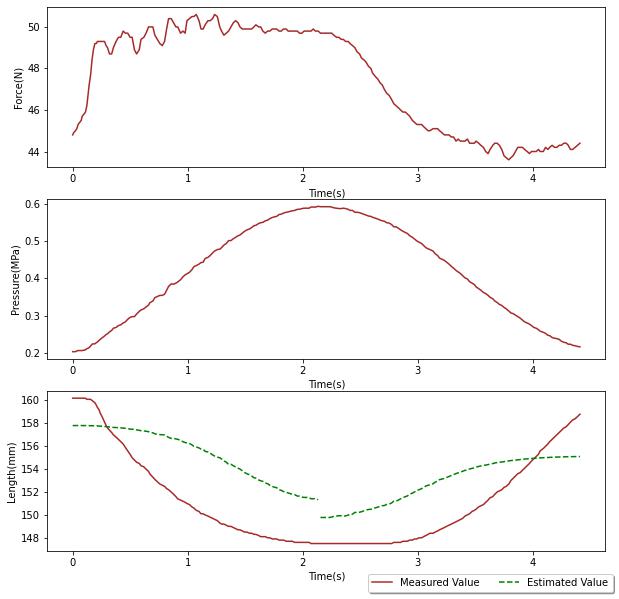 50
48
46
44
Force(N)
0 1 2 3 4
Time(s)
0.6
0.5
0.4
0.3
0.2
Pressure(MPa)
0 1 2 3 4
Time(s)
160
158
156
154
152
150
148
Length(mm)
0 1 2 3 4
Time(s)
Measured Value Estimated Value